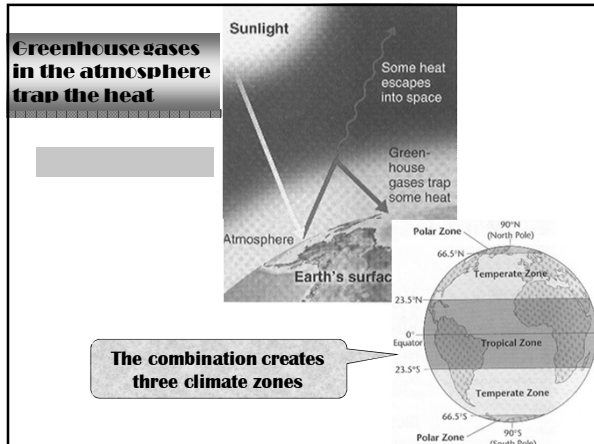 Greenhouse gases
in the atmosphere
trap the heat
Sunlight
Some heat
escapes
into space
Green-
house
gases trap
some heat
Atmosphere
Earth's surfac
90°N
(North Pole)
Polar Zone
66.5°N
Temperate Zone
23.5°N
0°
Equator
Tropical Zone
23.5°S
Temperate Zone
66.5°S
Polar Zone
90°S
(South Pole)
The combination creates
three climate zones